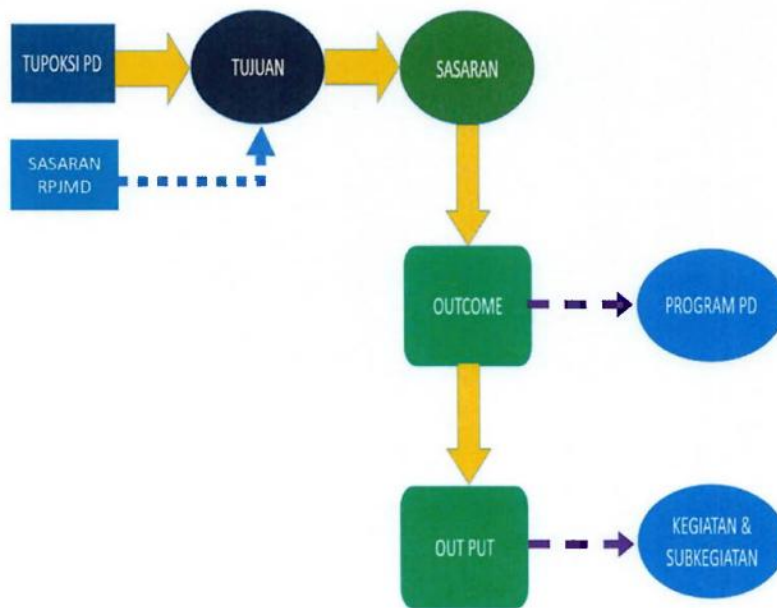 TUPOKSI PD
TUJUAN
SASARAN
SASARAN
RPJMD
OUTCOME
PROGRAM PD
OUT PUT
KEGIATAN &
SUBKEGIATAN